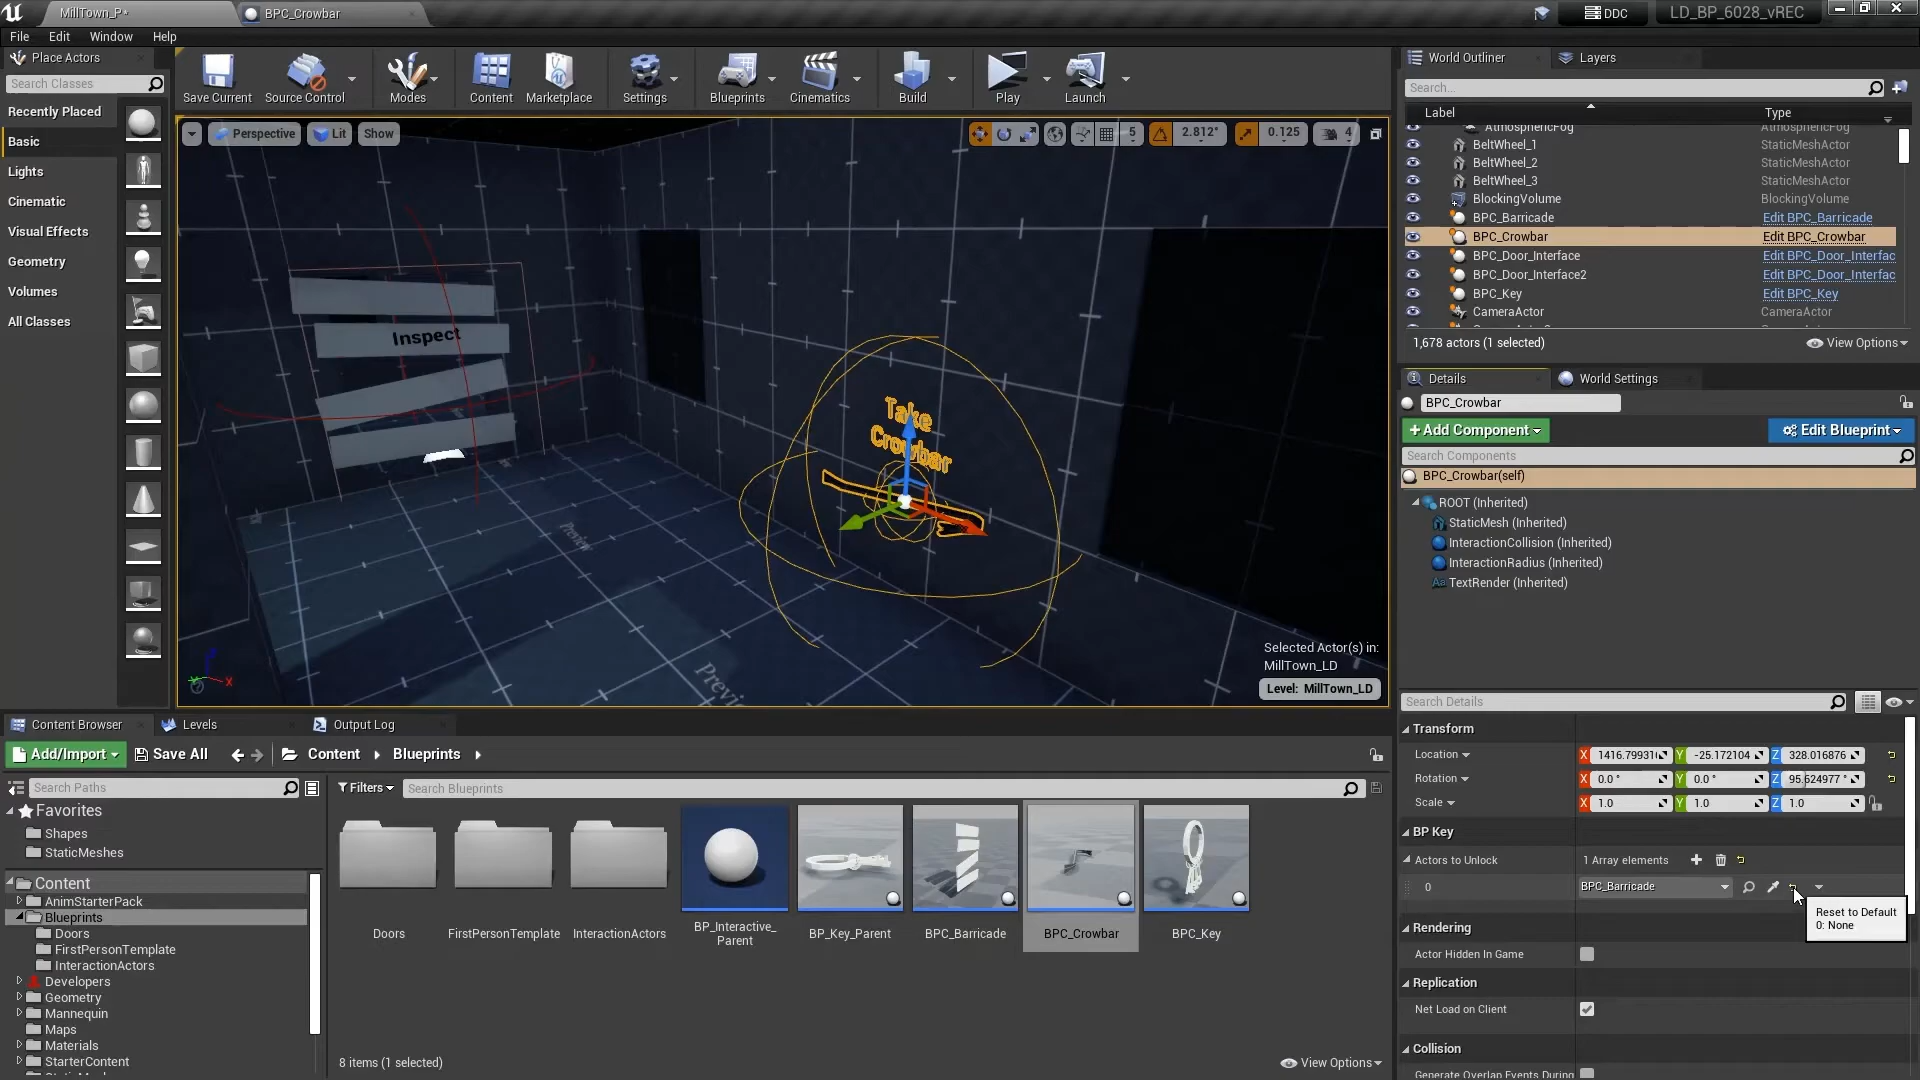 MillTown_P*
BPC_Crowbar
DDC
LD_BP_6028_vREC
File Edit Window Help
Place Actors
Search Classes
Recently Placed
Basic
Lights
Cinematic
Visual Effects
Geometry
Volumes
All Classes
Save Current
Source Control
Modes
Content
Marketplace
Settings
Blueprints
Cinematics
Build
Play
Launch
Perspective
Lit
Show
5
2.812°
0.125
4
Inspect
Take
Crowbar
Preview
X
Selected Actor(s) in:
MillTown_LD
Level: MillTown_LD
World Outliner
Layers
Search...
Label Type
AtmosphericFog AtmosphericFog
BeltWheel_1 StaticMeshActor
BeltWheel_2 StaticMeshActor
BeltWheel_3 StaticMeshActor
BlockingVolume BlockingVolume
BPC_Barricade Edit BPC_Barricade
BPC_Crowbar Edit BPC_Crowbar
BPC_Door_Interface Edit BPC_Door_Interfac
BPC_Door_Interface2 Edit BPC_Door_Interfac
BPC_Key Edit BPC_Key
CameraActor CameraActor
1,678 actors (1 selected)
View Options
Details
World Settings
BPC_Crowbar
+Add Component
Edit Blueprint
Search Components
BPC_Crowbar(self)
ROOT (Inherited)
StaticMesh (Inherited)
InteractionCollision (Inherited)
InteractionRadius (Inherited)
TextRender (Inherited)
Search Details
Transform
Location X 1416.79931 Y -25.172104 Z 328.016876
Rotation X 0.0° Y 0.0° Z 95.624977°
Scale X 1.0 Y 1.0 Z 1.0
BP Key
Actors to Unlock 1 Array elements
0 BPC_Barricade
Reset to Default
0: None
Rendering
Actor Hidden In Game
Replication
Net Load on Client
Collision
Generate Overlap Events During
Content Browser
Levels
Output Log
Add/Import
Save All
Content
Blueprints
Search Paths
Filters
Search Blueprints
Favorites
Shapes
StaticMeshes
Content
AnimStarterPack
Blueprints
Doors
FirstPersonTemplate
InteractionActors
Developers
Geometry
Mannequin
Maps
Materials
StarterContent
Doors
FirstPersonTemplate
InteractionActors
BP_Interactive_
Parent
BP_Key_Parent
BPC_Barricade
BPC_Crowbar
BPC_Key
8 items (1 selected)
View Options